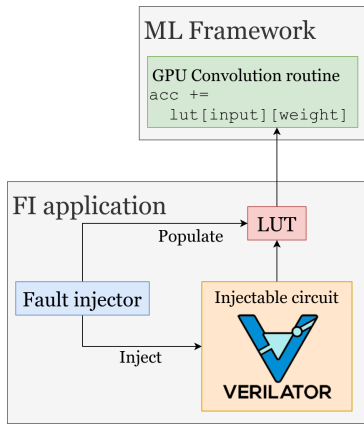 ML Framework
GPU Convolution routine
acc +=
lut[input][weight]
FI application
LUT
Populate
Fault injector
Injectable circuit
Inject
VERILATOR